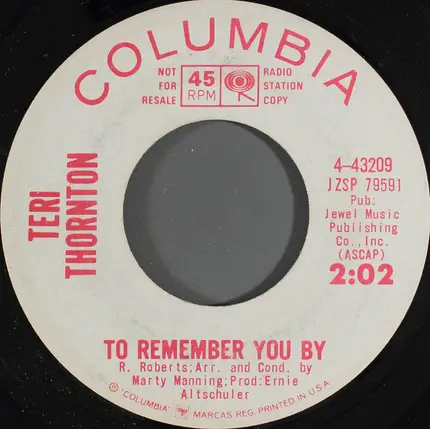 COLUMBIA
NOT
FOR
RESALE
45
RPM
RADIO
STATION
COPY
TERI
THORNTON
4-43209
JZSP 79591
Pub:
Jewel Music
Publishing
Co., Inc.
(ASCAP)
2:02
TO REMEMBER YOU BY
R. Roberts;Arr. and Cond. by
Marty Manning;Prod:Ernie
Altschuler
℗ "COLUMBIA" MARCAS REG. PRINTED IN U.S.A.